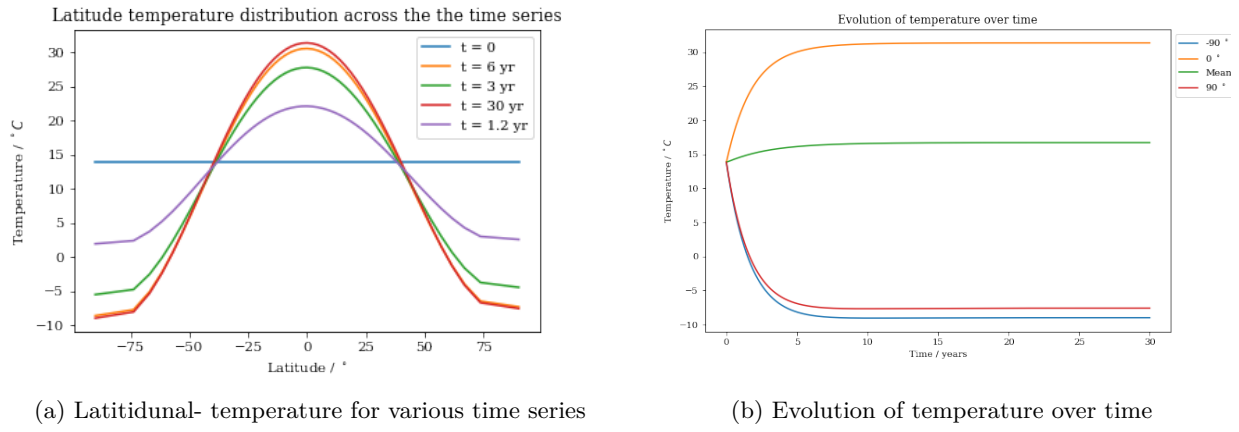 Latitude temperature distribution across the the time series
Temperature / °C
30
25
20
15
10
5
0
−5
−10
t = 0
t = 6 yr
t = 3 yr
t = 30 yr
t = 1.2 yr
−75
−50
−25
0
25
50
75
Latitude / °
Evolution of temperature over time
Temperature / °C
30
25
20
15
10
5
0
−5
−10
-90 °
0 °
Mean
90 °
0
5
10
15
20
25
30
Time / years
(a) Latitidunal- temperature for various time series
(b) Evolution of temperature over time